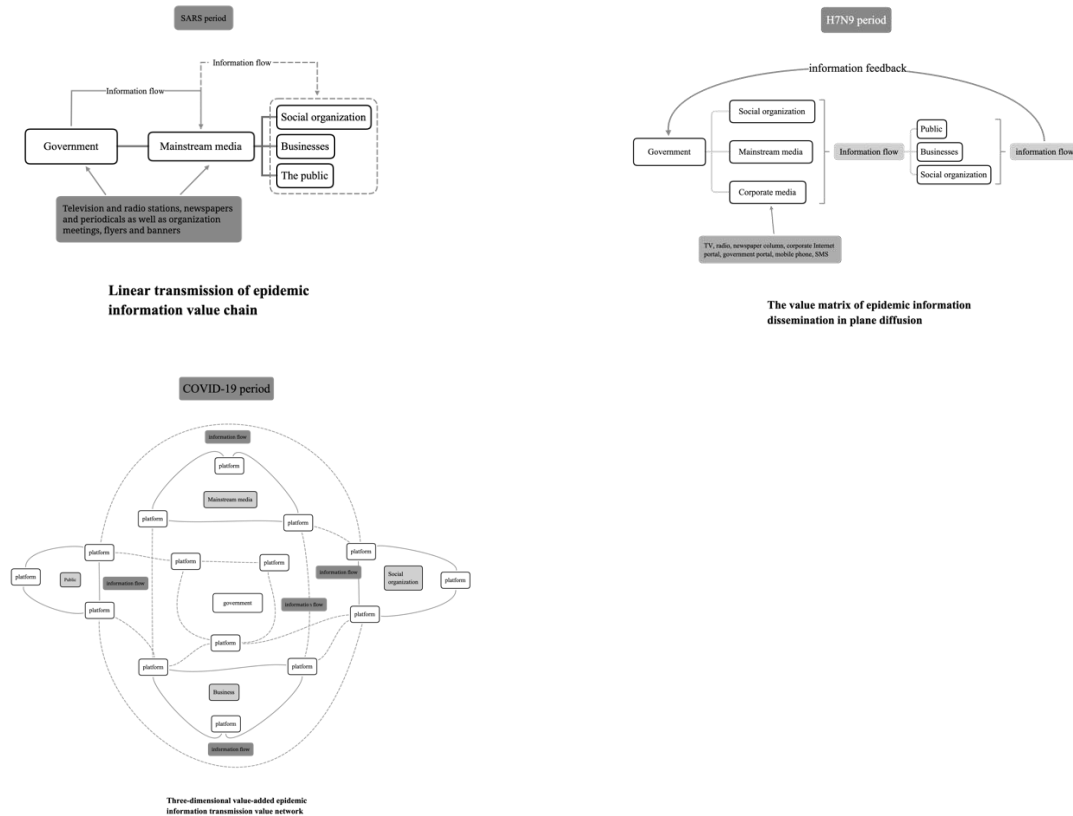 SARS period
Information flow
Information flow
Government
Mainstream media
Social organization
Businesses
The public
Television and radio stations, newspapers
and periodicals as well as organization
meetings, flyers and banners
Linear transmission of epidemic
information value chain
H7N9 period
information feedback
Government
Social organization
Mainstream media
Corporate media
Information flow
Public
Businesses
Social organization
information flow
TV, radio, newspaper column, corporate Internet
portal, government portal, mobile phone, SMS
The value matrix of epidemic information
dissemination in plane diffusion
COVID-19 period
information flow
platform
Mainstream media
platform
platform
platform
platform
platform
platform
platform
Public
information flow
information flow
Social
organization
platform
platform
government
information flow
platform
platform
platform
platform
Business
platform
information flow
Three-dimensional value-added epidemic
information transmission value network